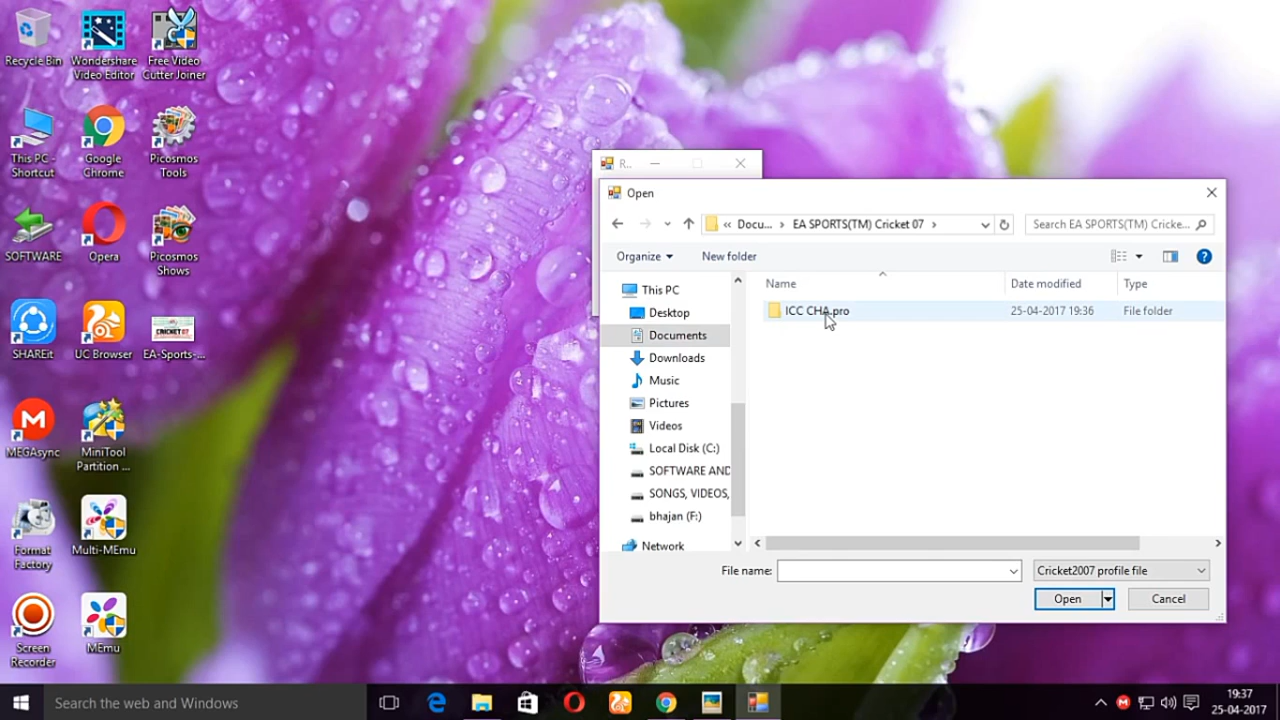 Recycle Bin
Wondershare
Video Editor
Free Video
Cutter Joiner
This PC -
Shortcut
Google
Chrome
Picosmos
Tools
SOFTWARE
Opera
Picosmos
Shows
SHAREit
UC Browser
EA-Sports-...
CRICKET 07
MEGAsync
MiniTool
Partition ...
Format
Factory
Multi-MEmu
Screen
Recorder
MEmu
R..
Open
« Docu... › EA SPORTS(TM) Cricket 07 ›
Search EA SPORTS(TM) Cricke...
Organize
New folder
Name
Date modified
Type
This PC
Desktop
Documents
Downloads
Music
Pictures
Videos
Local Disk (C:)
SOFTWARE AND
SONGS, VIDEOS,
bhajan (F:)
Network
ICC CHA.pro
25-04-2017 19:36
File folder
File name:
Cricket2007 profile file
Open
Cancel
Search the web and Windows
19:37
25-04-2017